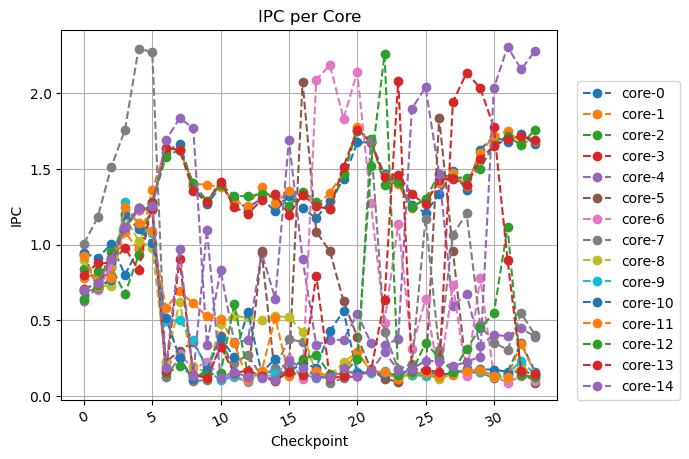 IPC per Core
IPC
2.0
1.5
1.0
0.5
0.0
0
5
10
15
20
25
30
Checkpoint
core-0
core-1
core-2
core-3
core-4
core-5
core-6
core-7
core-8
core-9
core-10
core-11
core-12
core-13
core-14